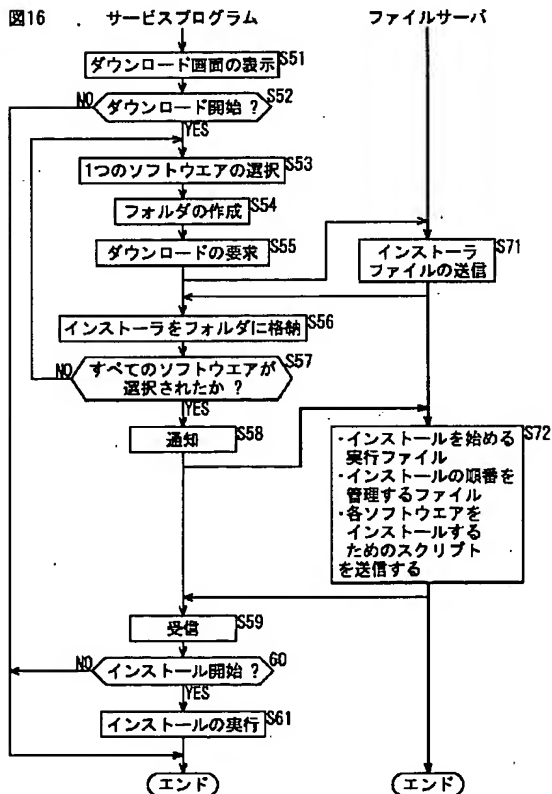 図16
サービスプログラム
ファイルサーバ
ダウンロード画面の表示
S51
ダウンロード開始 ?
S52
NO
YES
1つのソフトウエアの選択
S53
フォルダの作成
S54
ダウンロードの要求
S55
インストーラ
ファイルの送信
S71
インストーラをフォルダに格納
S56
すべてのソフトウエアが
選択されたか ?
S57
NO
YES
通知
S58
・インストールを始める
実行ファイル
・インストールの順番を
管理するファイル
・各ソフトウエアを
インストールする
ためのスクリプト
を送信する
S72
受信
S59
インストール開始 ?
60
NO
YES
インストールの実行
S61
エンド
エンド